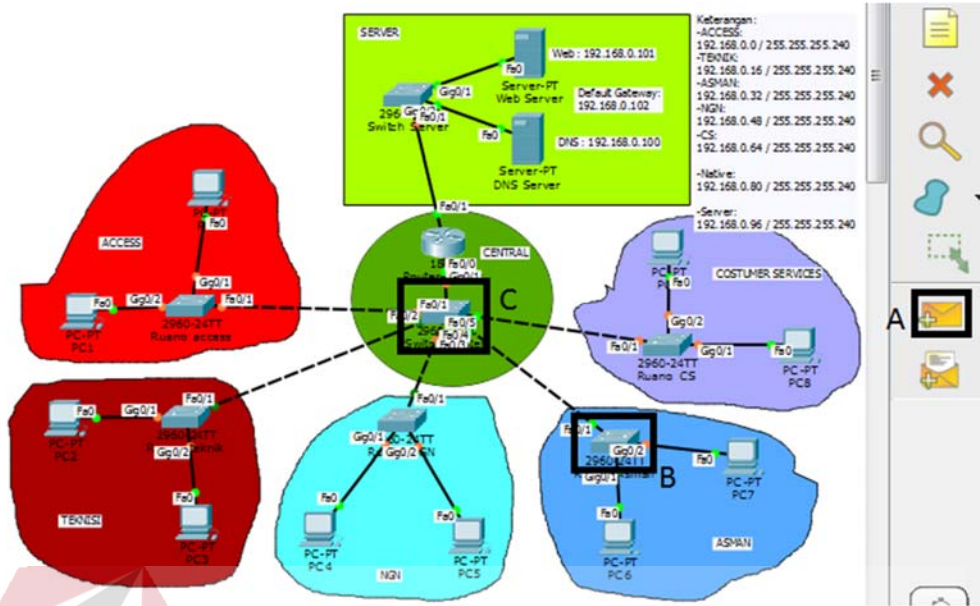 SERVER
Web : 192.168.0.101
Fa0
Gig0/1
Server-PT
Web Server
Default Gateway:
192.168.0.102
Fa0/1
Switch Server
Fa0
DNS : 192.168.0.100
Server-PT
DNS Server
Keterangan:
-ACCESS:
192.168.0.0 / 255.255.255.240
-TEKNIK:
192.168.0.16 / 255.255.255.240
-ASMAN:
192.168.0.32 / 255.255.255.240
-NGN:
192.168.0.48 / 255.255.255.240
-CS:
192.168.0.64 / 255.255.255.240
-Native:
192.168.0.80 / 255.255.255.240
-Server:
192.168.0.96 / 255.255.255.240
Fa0/1
CENTRAL
Fa0/0
Fa0/1
Fa0/5
C
ACCESS
Fa0
Gig0/1
Fa0
Gig0/2
Fa0/1
PC-PT
PC1
2960-24TT
Ruang access
COSTUMER SERVICES
Fa0
Gig0/2
Fa0/1
Gig0/1
Fa0
2960-24TT
Ruang CS
PC-PT
PC8
A
Fa0
Gig0/1
Fa0/1
PC-PT
PC2
Gig0/2
Fa0
TEKNISI
PC-PT
PC3
Fa0/1
Gig0/1
Gig0/2
Fa0
Fa0
PC-PT
PC4
PC-PT
PC5
NGN
Gig0/2
B
Gig0/1
Fa0
PC-PT
PC7
Fa0
PC-PT
PC6
ASMAN